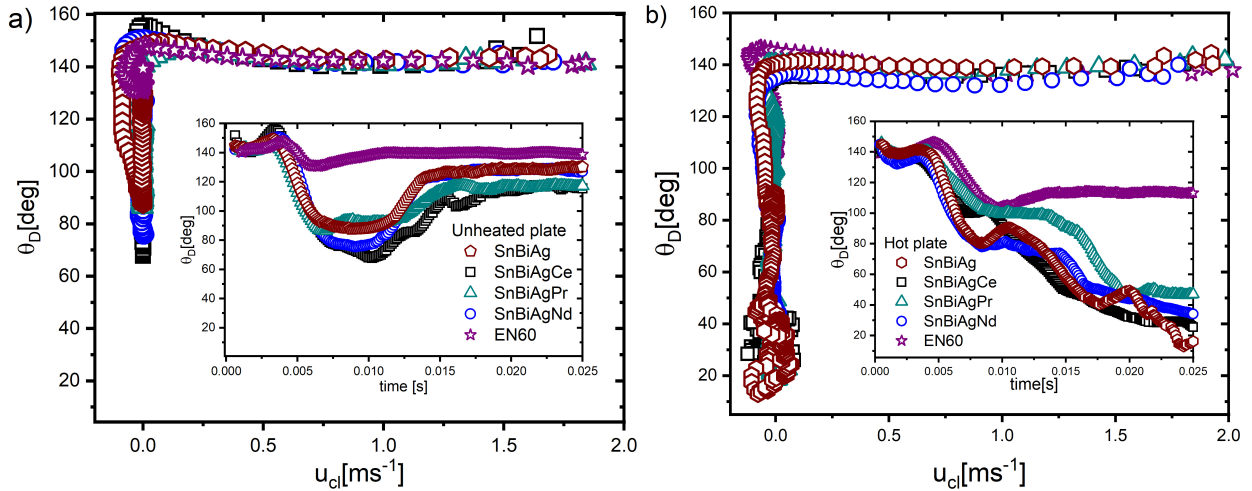 a)
160
140
120
100
80
60
40
20
θD[deg]
0.0 0.5 1.0 1.5 2.0
ucl[ms-1]
160
140
120
100
80
60
40
20
θD[deg]
0.000 0.005 0.010 0.015 0.020 0.025
time [s]
Unheated plate
SnBiAg
SnBiAgCe
SnBiAgPr
SnBiAgNd
EN60
b)
160
140
120
100
80
60
40
20
θD[deg]
0.0 0.5 1.0 1.5 2.0
ucl[ms-1]
160
140
120
100
80
60
40
20
θD[deg]
0.000 0.005 0.010 0.015 0.020 0.025
time[s]
Hot plate
SnBiAg
SnBiAgCe
SnBiAgPr
SnBiAgNd
EN60